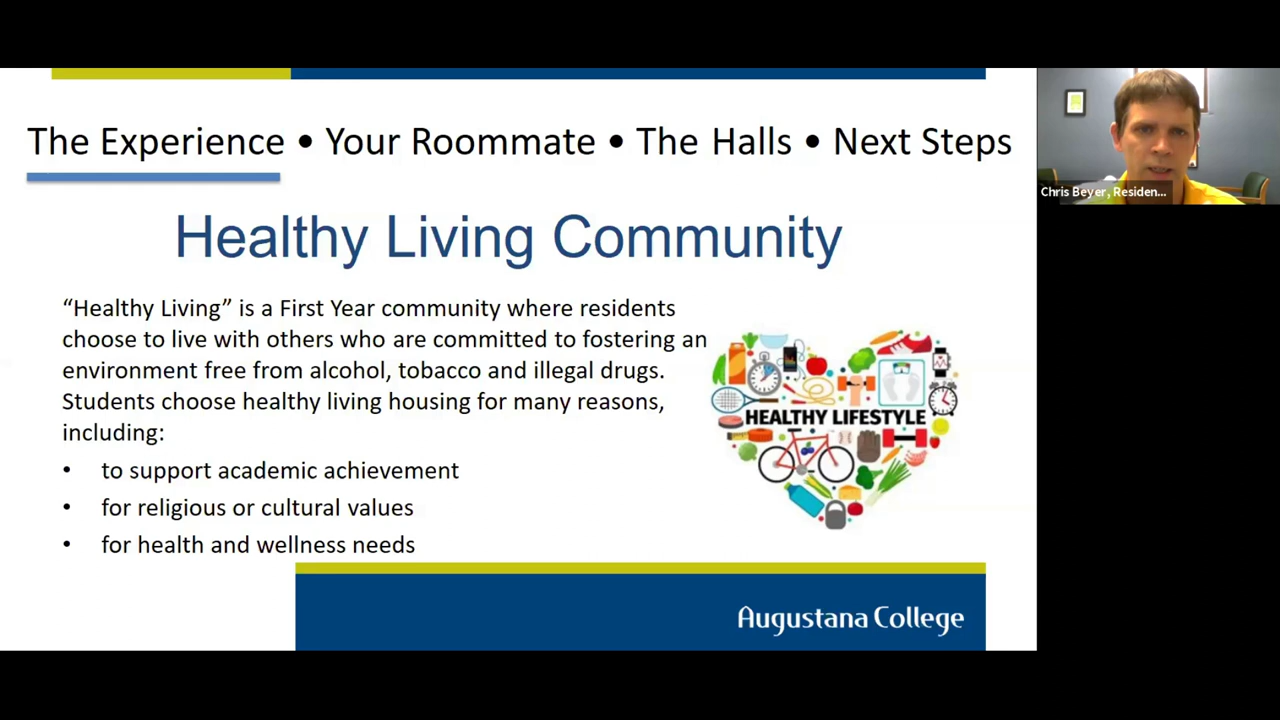 The Experience • Your Roommate • The Halls • Next Steps
Chris Beyer, Residen...
Healthy Living Community
“Healthy Living” is a First Year community where residents
choose to live with others who are committed to fostering an
environment free from alcohol, tobacco and illegal drugs.
Students choose healthy living housing for many reasons,
including:
• to support academic achievement
• for religious or cultural values
• for health and wellness needs
HEALTHY LIFESTYLE
Augustana College